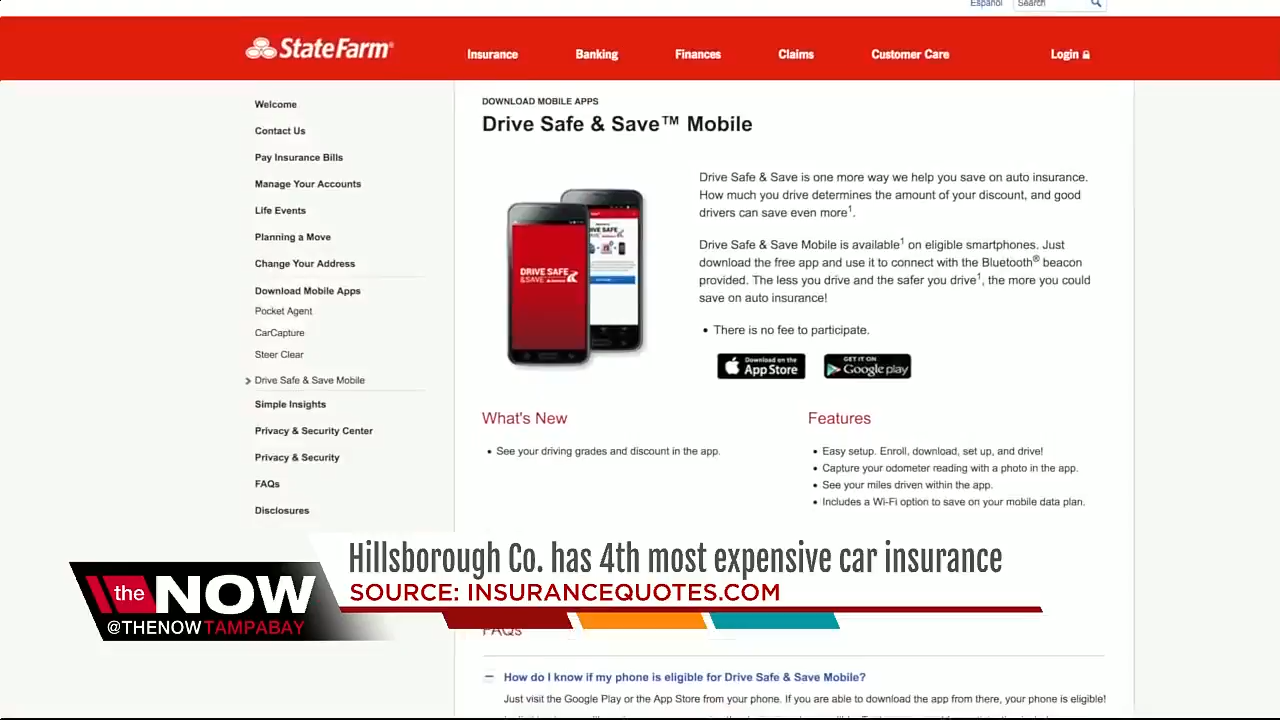 Español
Search
StateFarm®
Insurance
Banking
Finances
Claims
Customer Care
Login
Welcome
Contact Us
Pay Insurance Bills
Manage Your Accounts
Life Events
Planning a Move
Change Your Address
Download Mobile Apps
Pocket Agent
CarCapture
Steer Clear
Drive Safe & Save Mobile
Simple Insights
Privacy & Security Center
Privacy & Security
FAQs
Disclosures
DOWNLOAD MOBILE APPS
Drive Safe & Save™ Mobile
DRIVE SAFE
& SAVE
Drive Safe & Save is one more way we help you save on auto insurance.
How much you drive determines the amount of your discount, and good
drivers can save even more1.
Drive Safe & Save Mobile is available1 on eligible smartphones. Just
download the free app and use it to connect with the Bluetooth® beacon
provided. The less you drive and the safer you drive1, the more you could
save on auto insurance!
• There is no fee to participate.
Download on the
App Store
GET IT ON
Google play
What's New
• See your driving grades and discount in the app.
Features
• Easy setup. Enroll, download, set up, and drive!
• Capture your odometer reading with a photo in the app.
• See your miles driven within the app.
• Includes a Wi-Fi option to save on your mobile data plan.
Hillsborough Co. has 4th most expensive car insurance
SOURCE: INSURANCEQUOTES.COM
the NOW
@THENOWTAMPABAY
FAQs
How do I know if my phone is eligible for Drive Safe & Save Mobile?
Just visit the Google Play or the App Store from your phone. If you are able to download the app from there, your phone is eligible!